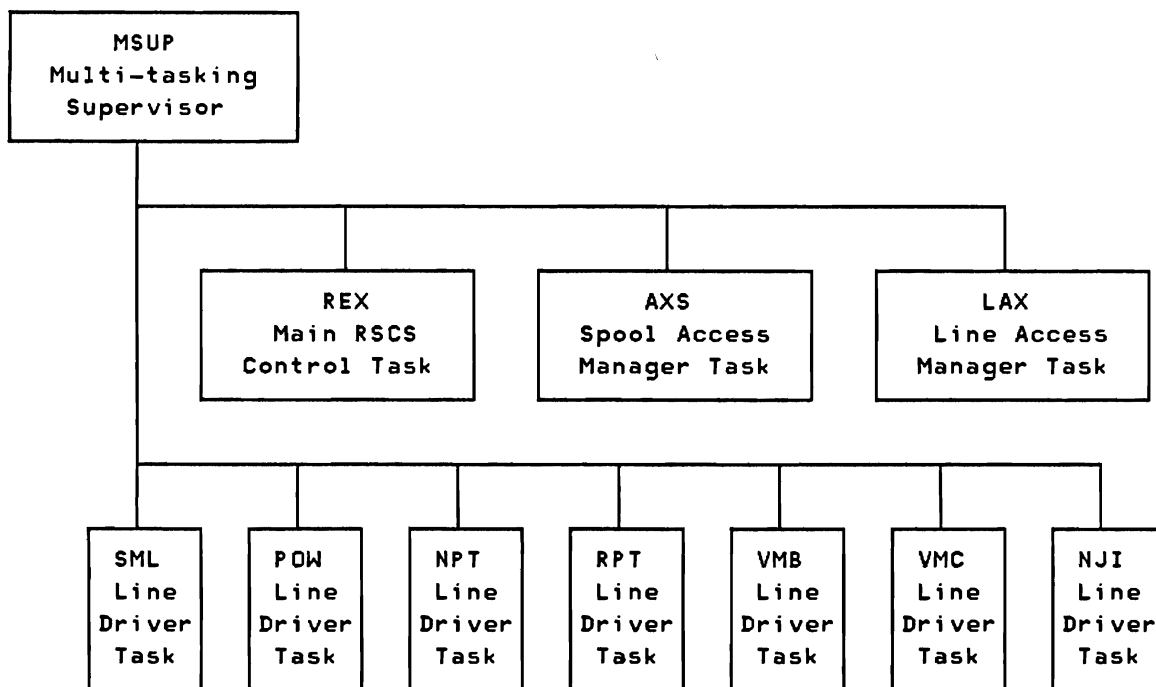 MSUP
Multi-tasking
Supervisor
REX
Main RSCS
Control Task
AXS
Spool Access
Manager Task
LAX
Line Access
Manager Task
SML
Line
Driver
Task
POW
Line
Driver
Task
NPT
Line
Driver
Task
RPT
Line
Driver
Task
VMB
Line
Driver
Task
VMC
Line
Driver
Task
NJI
Line
Driver
Task